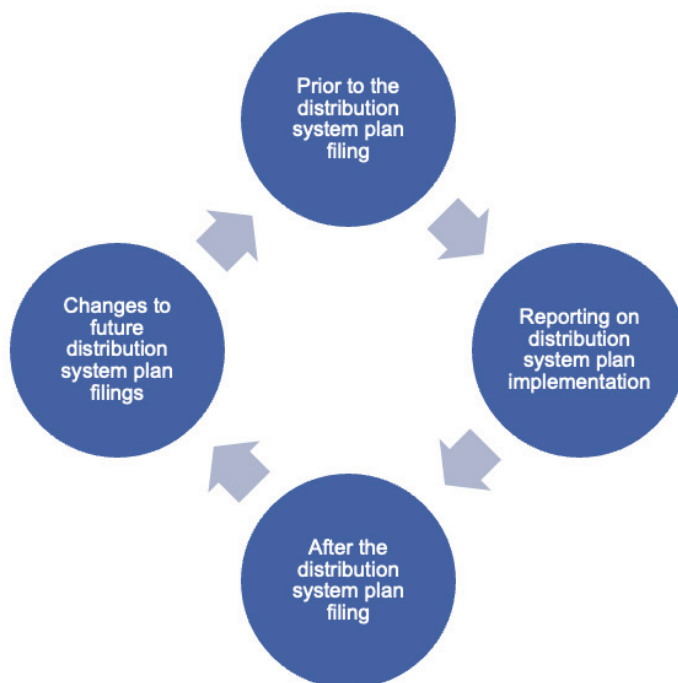 Prior to the
distribution
system plan
filing
Reporting on
distribution
system plan
implementation
After the
distribution
system plan
filing
Changes to
future
distribution
system plan
filings